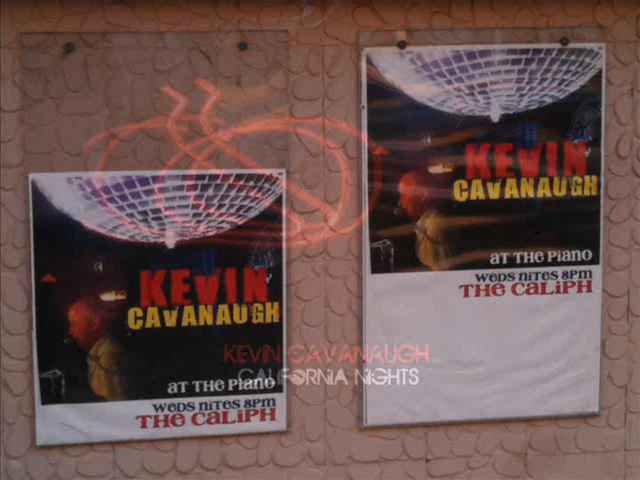 KEVIN
CAVANAUGH
AT THE PIANO
WEDS NITES 8PM
THE CALIPH
KEVIN
CAVANAUGH
AT THE PIANO
WEDS NITES 8PM
THE CALIPH
KEVIN CAVANAUGH
CALIFORNIA NIGHTS